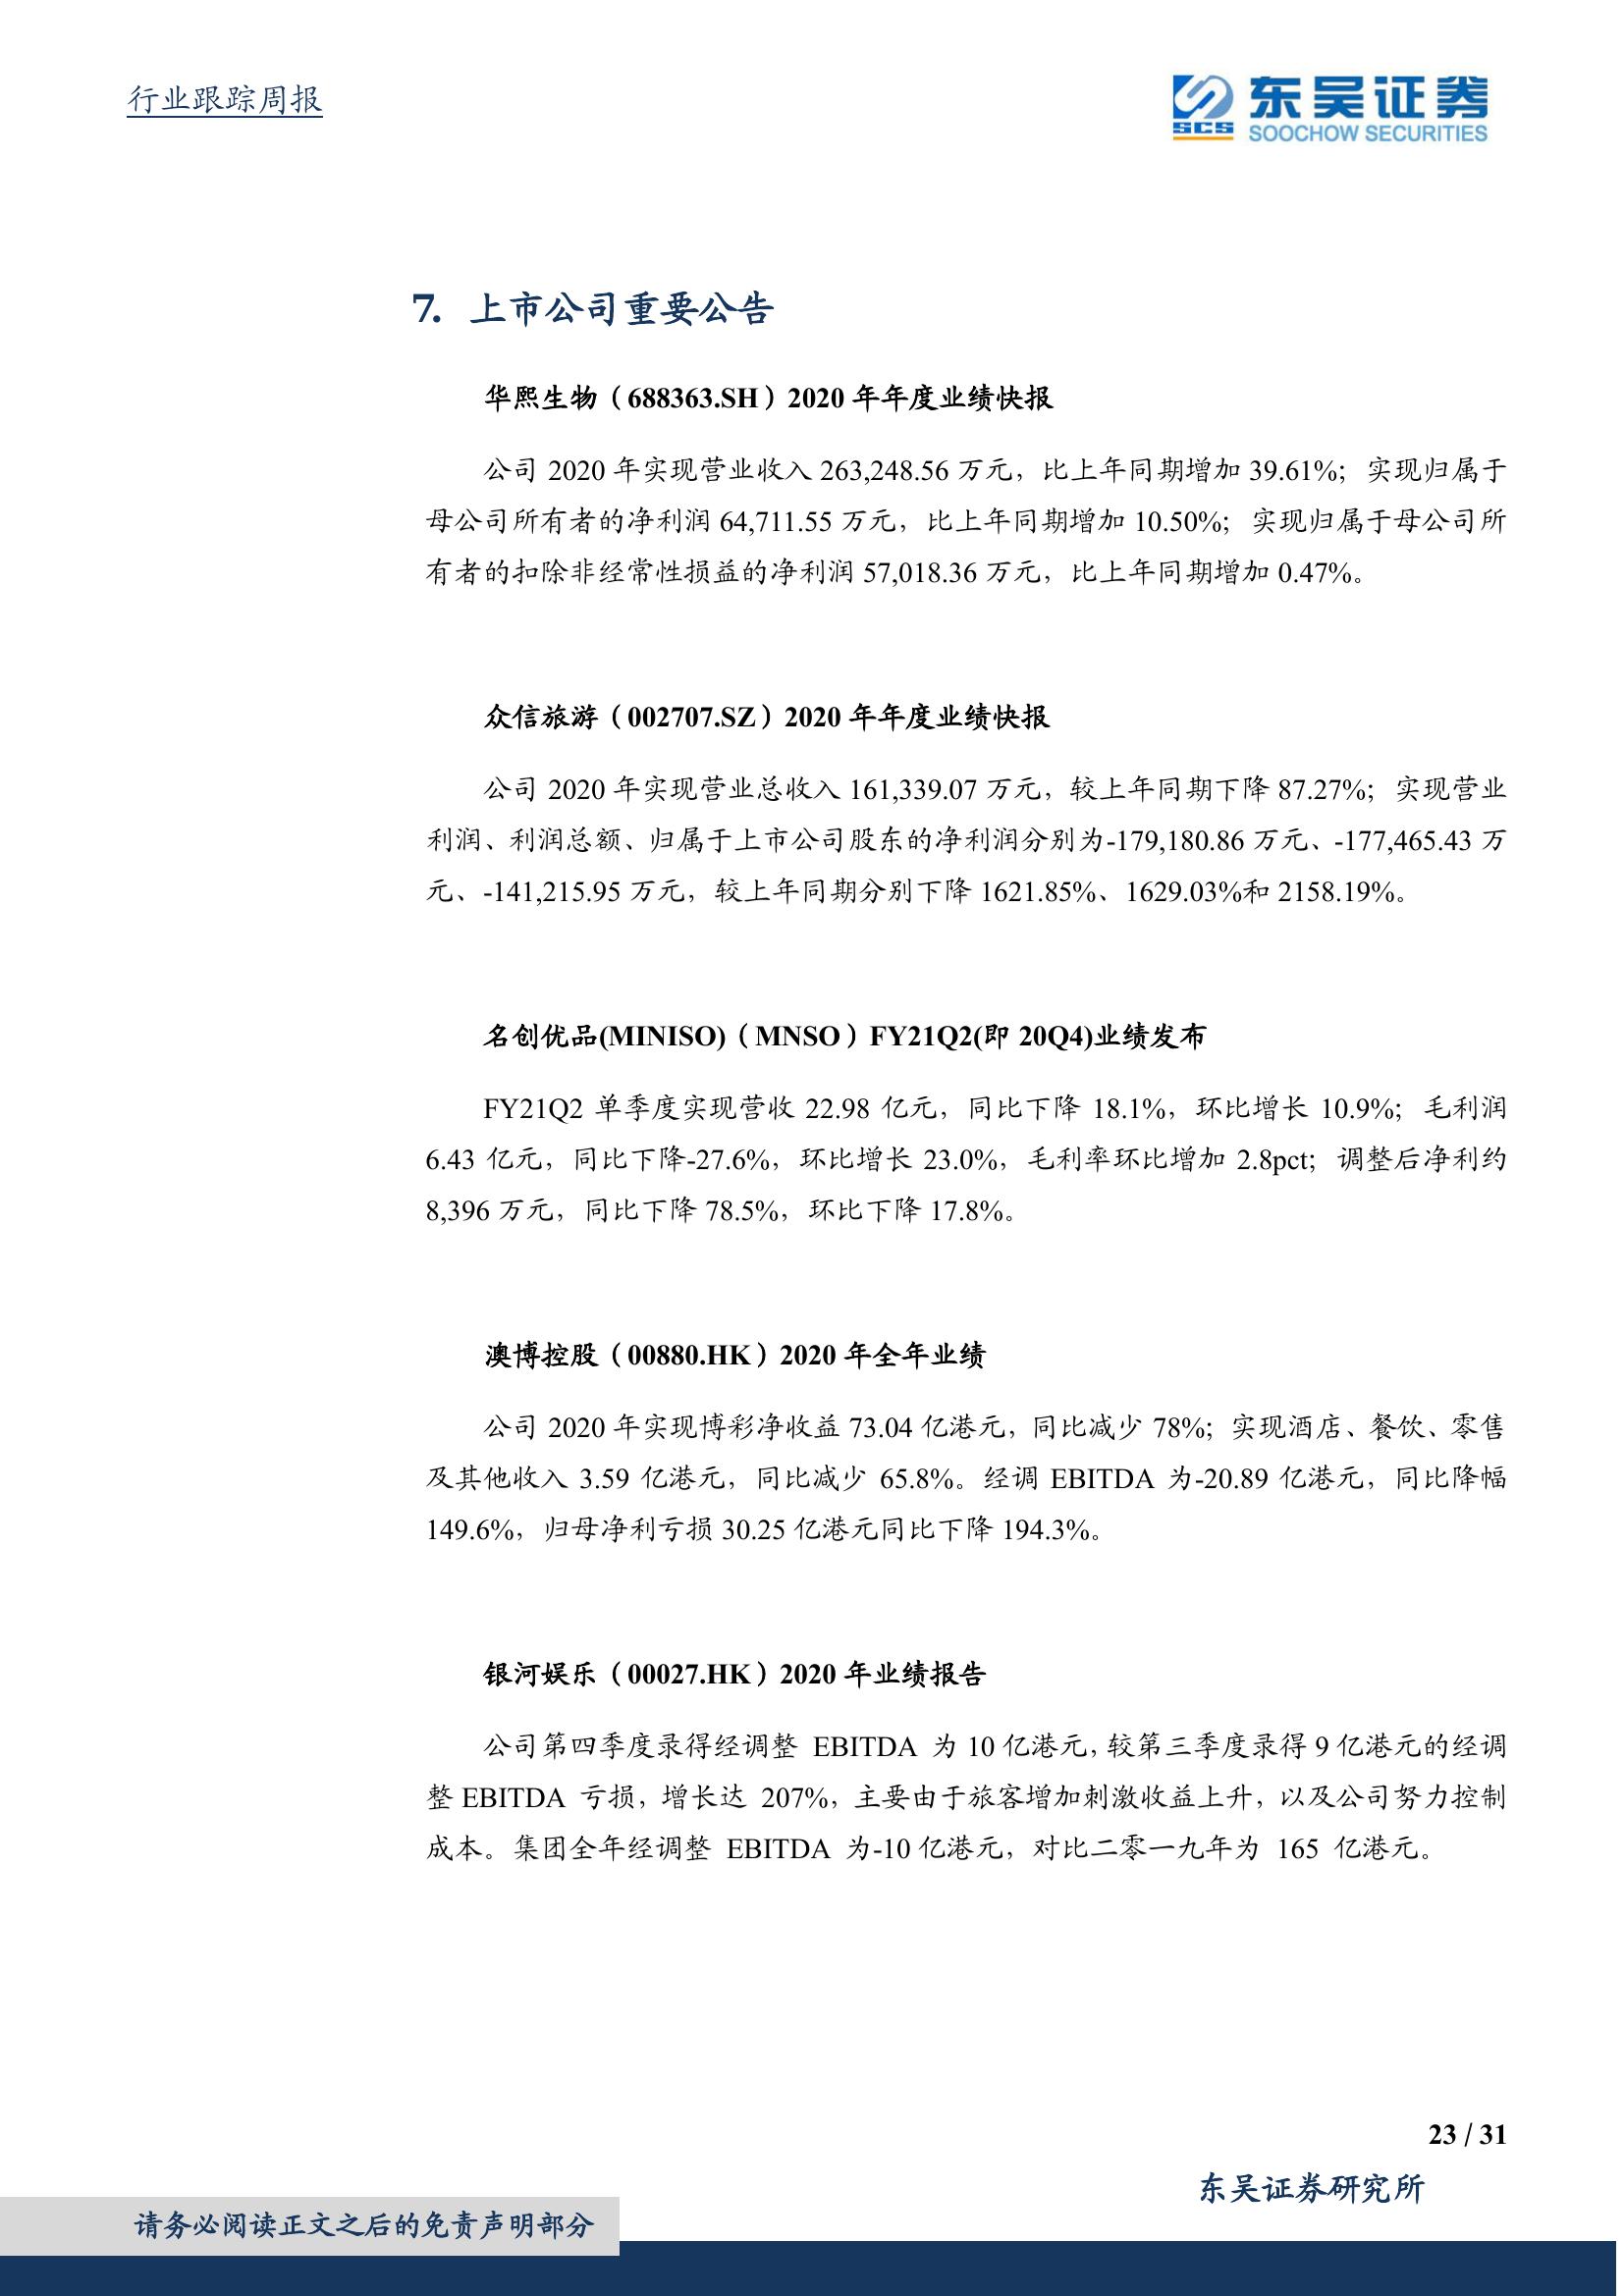 行业跟踪周报
SCS 东吴证券
SOOCHOW SECURITIES
7. 上市公司重要公告
华熙生物（688363.SH）2020 年年度业绩快报
公司 2020 年实现营业收入 263,248.56 万元，比上年同期增加 39.61%；实现归属于
母公司所有者的净利润 64,711.55 万元，比上年同期增加 10.50%；实现归属于母公司所
有者的扣除非经常性损益的净利润 57,018.36 万元，比上年同期增加 0.47%。
众信旅游（002707.SZ）2020 年年度业绩快报
公司 2020 年实现营业总收入 161,339.07 万元，较上年同期下降 87.27%；实现营业
利润、利润总额、归属于上市公司股东的净利润分别为-179,180.86 万元、-177,465.43 万
元、-141,215.95 万元，较上年同期分别下降 1621.85%、1629.03%和 2158.19%。
名创优品(MINISO)（MNSO）FY21Q2(即 20Q4)业绩发布
FY21Q2 单季度实现营收 22.98 亿元，同比下降 18.1%，环比增长 10.9%；毛利润
6.43 亿元，同比下降-27.6%，环比增长 23.0%，毛利率环比增加 2.8pct；调整后净利约
8,396 万元，同比下降 78.5%，环比下降 17.8%。
澳博控股（00880.HK）2020 年全年业绩
公司 2020 年实现博彩净收益 73.04 亿港元，同比减少 78%；实现酒店、餐饮、零售
及其他收入 3.59 亿港元，同比减少 65.8%。经调 EBITDA 为-20.89 亿港元，同比降幅
149.6%，归母净利亏损 30.25 亿港元同比下降 194.3%。
银河娱乐（00027.HK）2020 年业绩报告
公司第四季度录得经调整 EBITDA 为 10 亿港元，较第三季度录得 9 亿港元的经调
整 EBITDA 亏损，增长达 207%，主要由于旅客增加刺激收益上升，以及公司努力控制
成本。集团全年经调整 EBITDA 为-10 亿港元，对比二零一九年为 165 亿港元。
23 / 31
东吴证券研究所
请务必阅读正文之后的免责声明部分